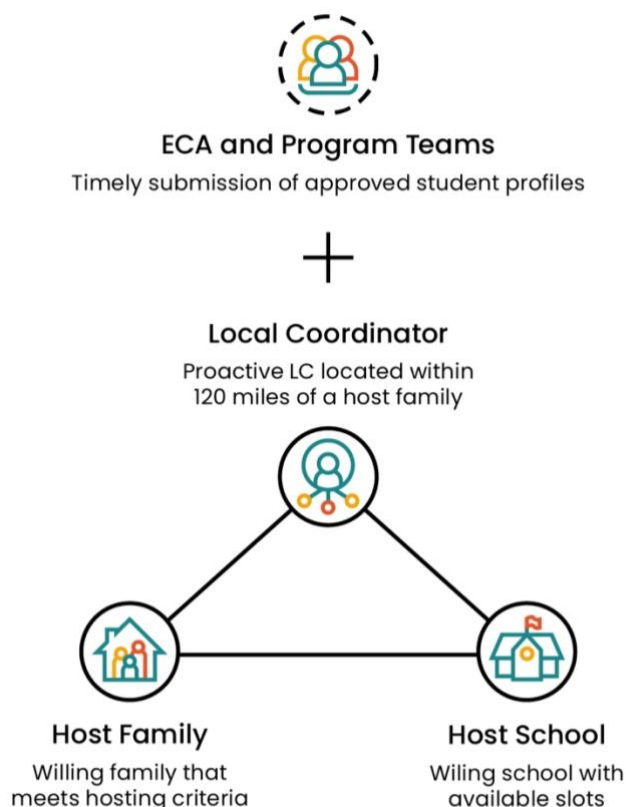 ECA and Program Teams
Timely submission of approved student profiles
+
Local Coordinator
Proactive LC located within
120 miles of a host family
Host Family
Willing family that
meets hosting criteria
Host School
Wiling school with
available slots